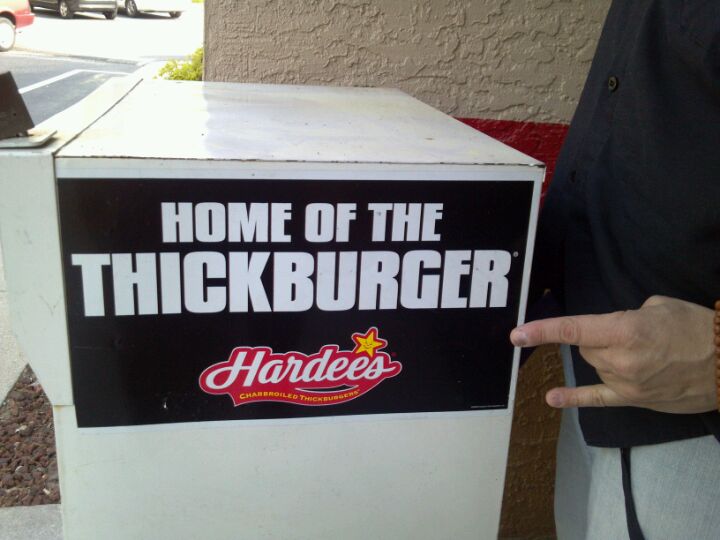 HOME OF THE
THICKBURGER
Hardee's
CHARBROILED THICKBURGERS